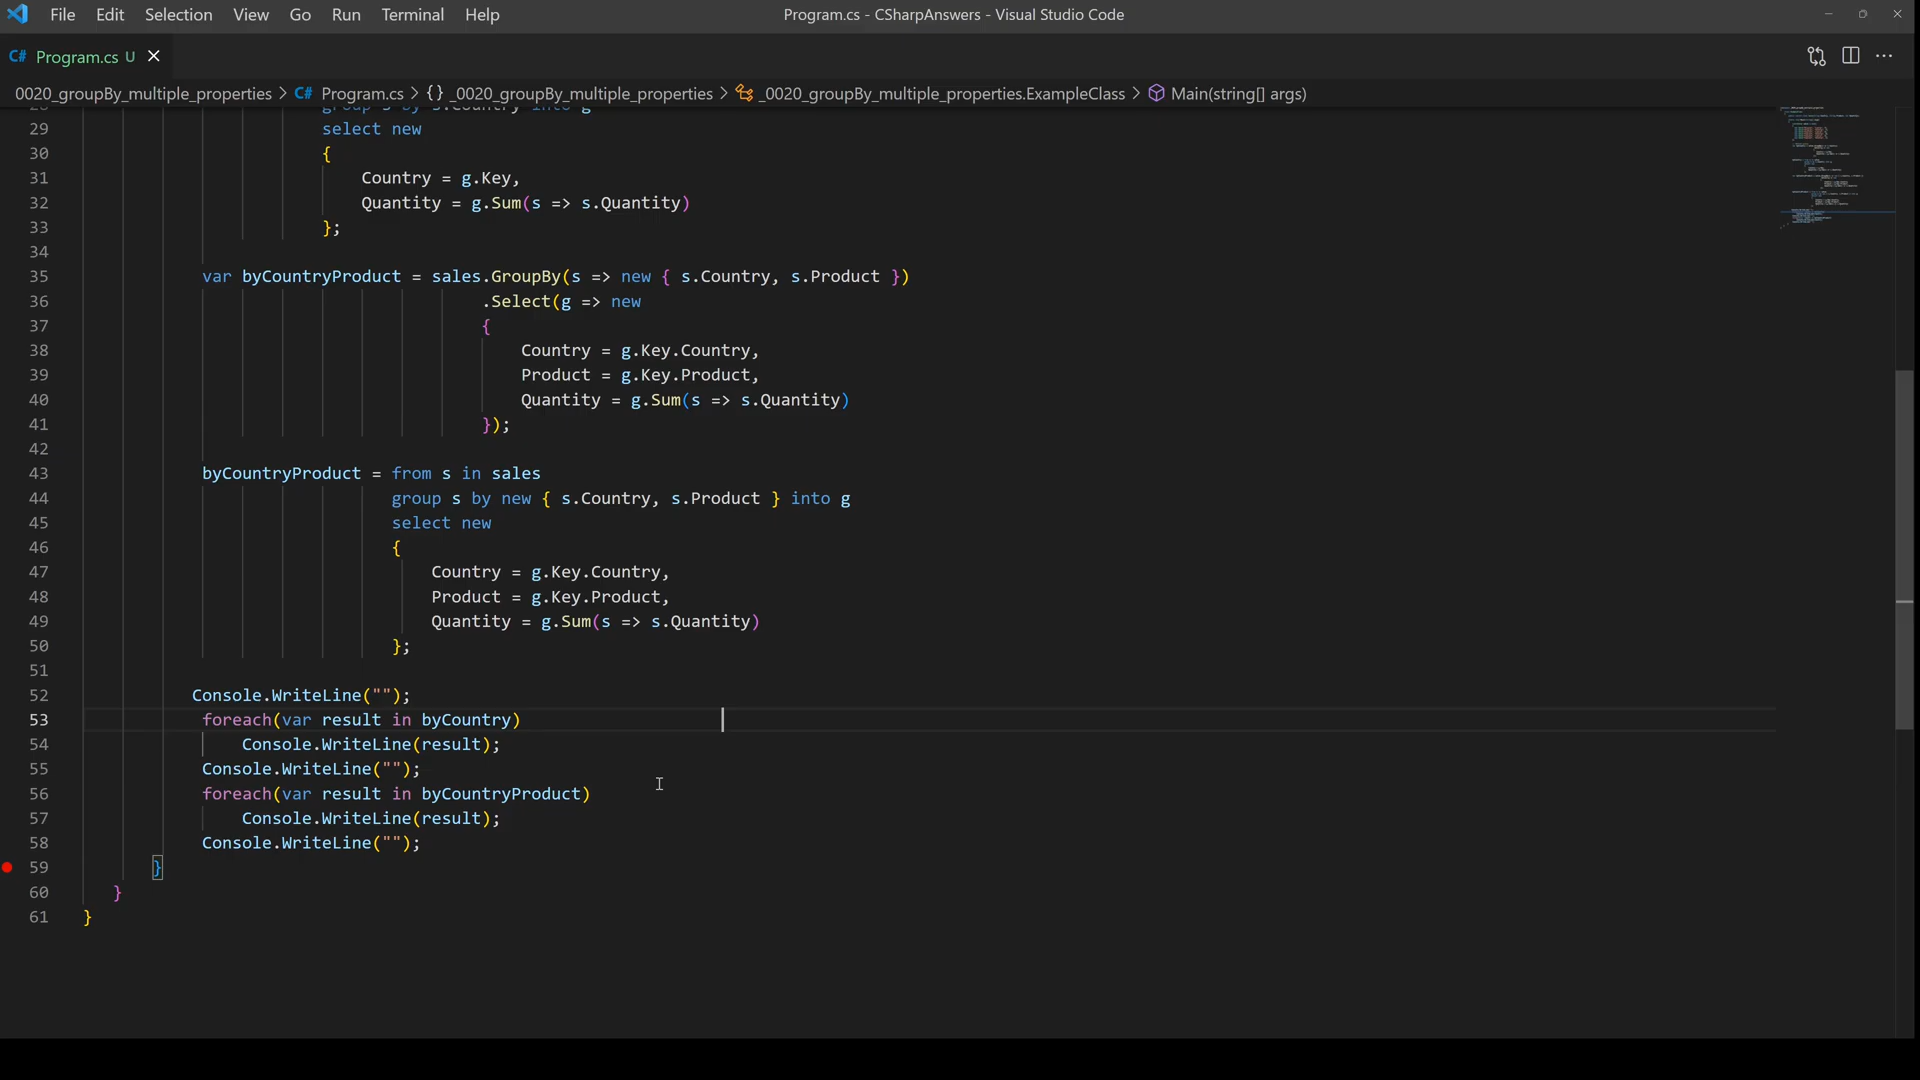 File Edit Selection View Go Run Terminal Help Program.cs - CSharpAnswers - Visual Studio Code
C# Program.cs U
0020_groupBy_multiple_properties > C# Program.cs > {} _0020_groupBy_multiple_properties > _0020_groupBy_multiple_properties.ExampleClass > Main(string[] args)
28 group s by s.Country into g
29 select new
30 {
31 Country = g.Key,
32 Quantity = g.Sum(s => s.Quantity)
33 };
34
35 var byCountryProduct = sales.GroupBy(s => new { s.Country, s.Product })
36 .Select(g => new
37 {
38 Country = g.Key.Country,
39 Product = g.Key.Product,
40 Quantity = g.Sum(s => s.Quantity)
41 });
42
43 byCountryProduct = from s in sales
44 group s by new { s.Country, s.Product } into g
45 select new
46 {
47 Country = g.Key.Country,
48 Product = g.Key.Product,
49 Quantity = g.Sum(s => s.Quantity)
50 };
51
52 Console.WriteLine("");
53 foreach(var result in byCountry)
54 Console.WriteLine(result);
55 Console.WriteLine("");
56 foreach(var result in byCountryProduct)
57 Console.WriteLine(result);
58 Console.WriteLine("");
59 }
60 }
61 }